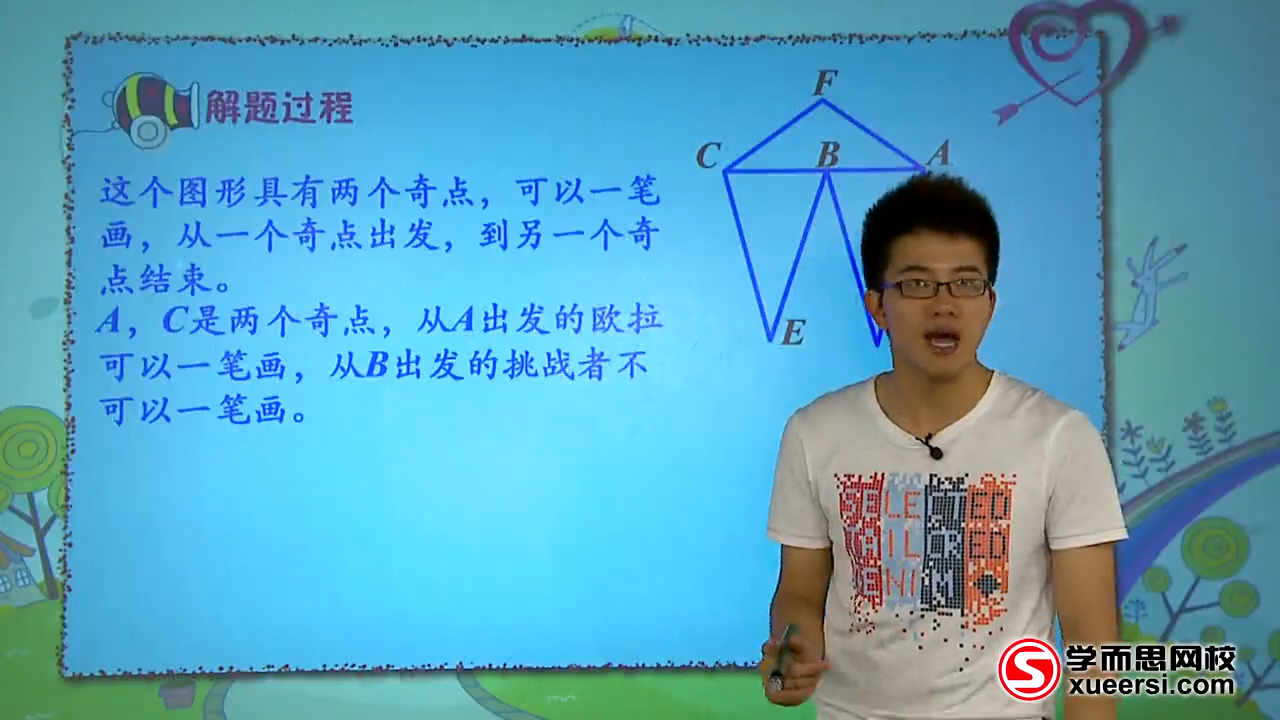 解题过程
这个图形具有两个奇点，可以一笔
画，从一个奇点出发，到另一个奇
点结束。
A，C是两个奇点，从A出发的欧拉
可以一笔画，从B出发的挑战者不
可以一笔画。
F
C
B
A
E
学而思网校
xueersi.com